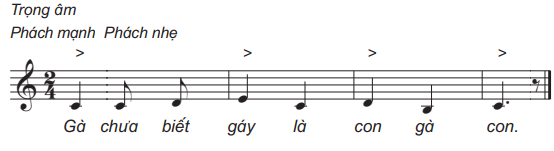 Trọng âm
Phách mạnh Phách nhẹ
> > > >
2
4
Gà chưa biết gáy là con gà con.